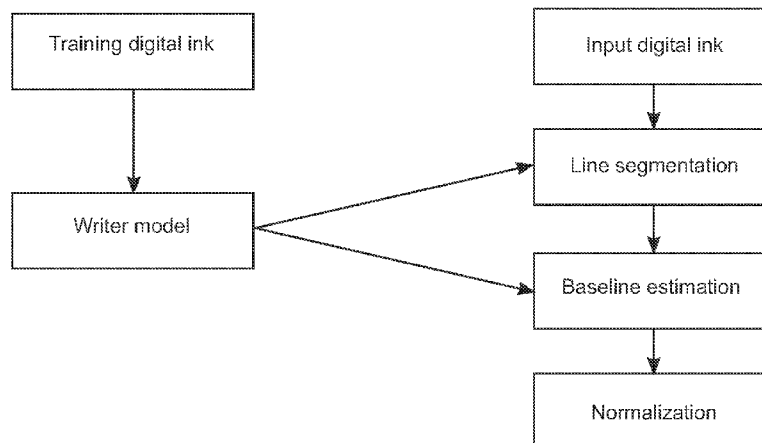 Training digital ink
Input digital ink
Line segmentation
Writer model
Baseline estimation
Normalization